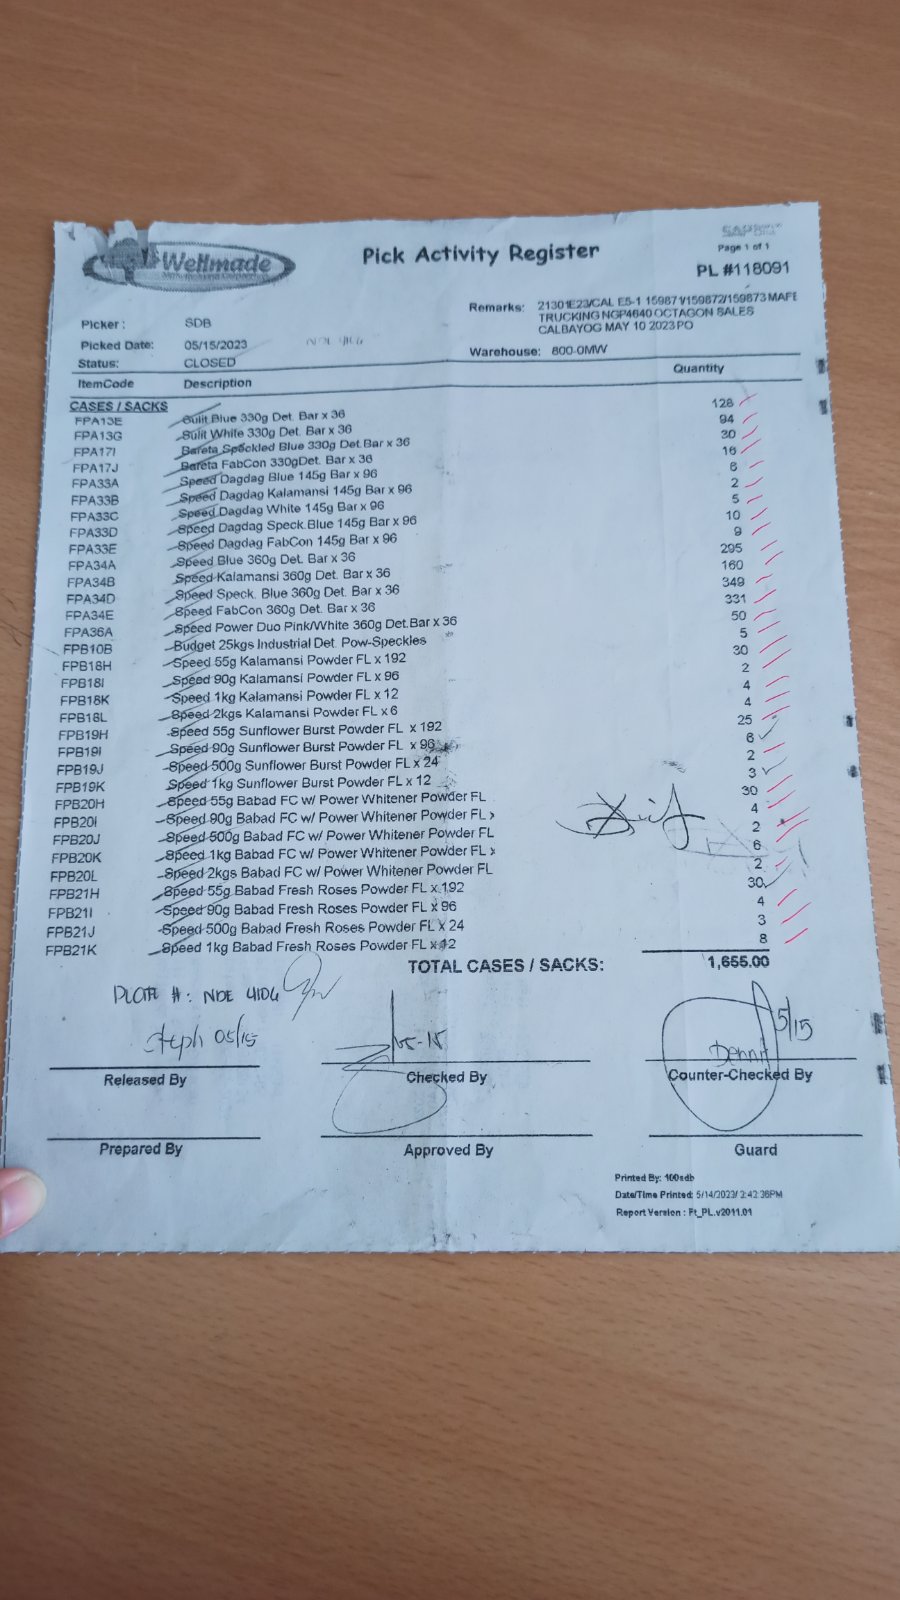 Wellmade
Pick Activity Register
Page 1 of 1
PL #118091
Remarks: 21301E23/CAL E5-1 159871/159872/159873 MAFE
TRUCKING NGP4640 OCTAGON SALES
CALBAYOG MAY 10 2023 PO
Picker : SDB
Picked Date: 05/15/2023
Status: CLOSED
Warehouse: 800-0MW
ItemCode Description Quantity
CASES / SACKS
FPA13E Sulit Blue 330g Det. Bar x 36 128
FPA13G Sulit White 330g Det. Bar x 36 94
FPA17I Bareta Speckled Blue 330g Det.Bar x 36 30
FPA17J Bareta FabCon 330gDet. Bar x 36 16
FPA33A Speed Dagdag Blue 145g Bar x 96 6
FPA33B Speed Dagdag Kalamansi 145g Bar x 96 2
FPA33C Speed Dagdag White 145g Bar x 96 5
FPA33D Speed Dagdag Speck.Blue 145g Bar x 96 10
FPA33E Speed Dagdag FabCon 145g Bar x 96 9
FPA34A Speed Blue 360g Det. Bar x 36 295
FPA34B Speed Kalamansi 360g Det. Bar x 36 160
FPA34D Speed Speck. Blue 360g Det. Bar x 36 349
FPA34E Speed FabCon 360g Det. Bar x 36 331
FPA36A Speed Power Duo Pink/White 360g Det.Bar x 36 50
FPB10B Budget 25kgs Industrial Det. Pow-Speckles 5
FPB18H Speed 55g Kalamansi Powder FL x 192 30
FPB18I Speed 90g Kalamansi Powder FL x 96 2
FPB18K Speed 1kg Kalamansi Powder FL x 12 4
FPB18L Speed 2kgs Kalamansi Powder FL x 6 4
FPB19H Speed 55g Sunflower Burst Powder FL x 192 25
FPB19I Speed 90g Sunflower Burst Powder FL x 96 6
FPB19J Speed 500g Sunflower Burst Powder FL x 24 2
FPB19K Speed 1kg Sunflower Burst Powder FL x 12 3
FPB20H Speed 55g Babad FC w/ Power Whitener Powder FL 30
FPB20I Speed 90g Babad FC w/ Power Whitener Powder FL x 4
FPB20J Speed 500g Babad FC w/ Power Whitener Powder FL 2
FPB20K Speed 1kg Babad FC w/ Power Whitener Powder FL x 6
FPB20L Speed 2kgs Babad FC w/ Power Whitener Powder FL 2
FPB21H Speed 55g Babad Fresh Roses Powder FL x 192 30
FPB21I Speed 90g Babad Fresh Roses Powder FL x 96 4
FPB21J Speed 500g Babad Fresh Roses Powder FL x 24 3
FPB21K Speed 1kg Babad Fresh Roses Powder FL x 12 8
TOTAL CASES / SACKS: 1,655.00
PLATE #: NDE 4106
steph 05/15
05-15
Dennis 5/15
Released By Checked By Counter-Checked By
Prepared By Approved By Guard
Printed By: 100sdb
Date/Time Printed: 5/14/2023/ 3:42:36PM
Report Version : Ft_PL.v2011.01